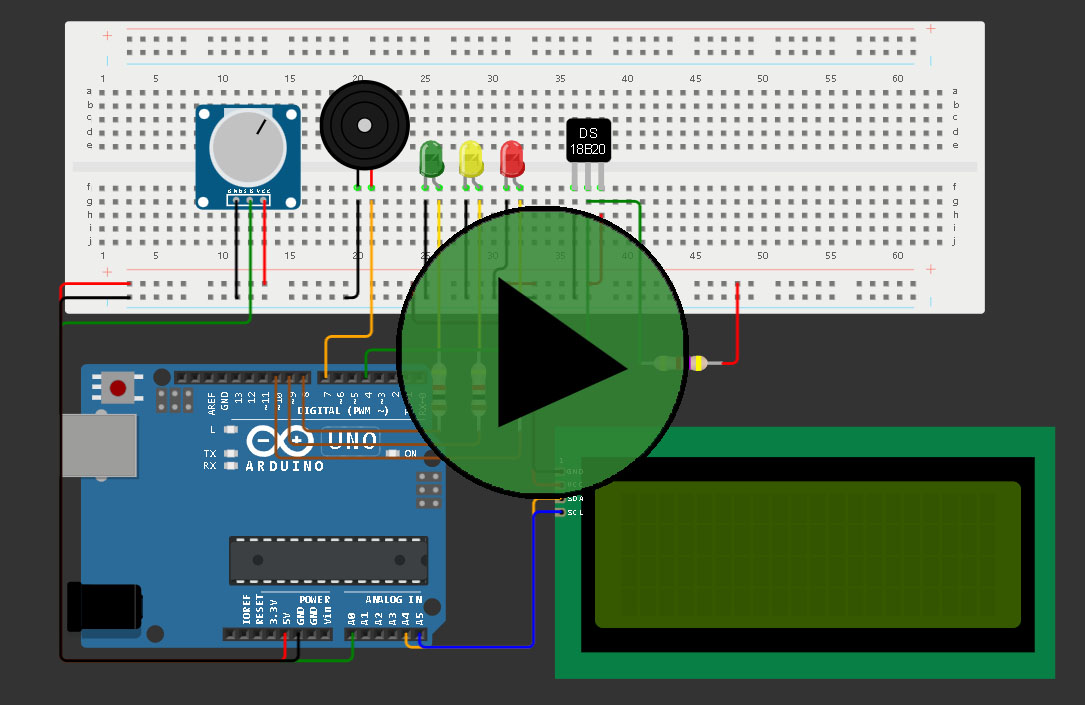 1 5 10 15 20 25 30 35 40 45 50 55 60
a a
b b
c c
d d
e e
DS
18B20
GND SIG VCC
f f
g g
h h
i i
j j
1 5 20 25 35 40 45 50 55 60
AREF
GND
13
12
~11
~10
~9
8
7
~6
~5
4
~3
2
DIGITAL (PWM ~)
L
UNO
TX
RX
ON
ARDUINO
1
GND
VCC
SDA
SCL
POWER
ANALOG IN
IOREF
RESET
3.3V
5V
GND
GND
Vin
A0
A1
A2
A3
A4
A5